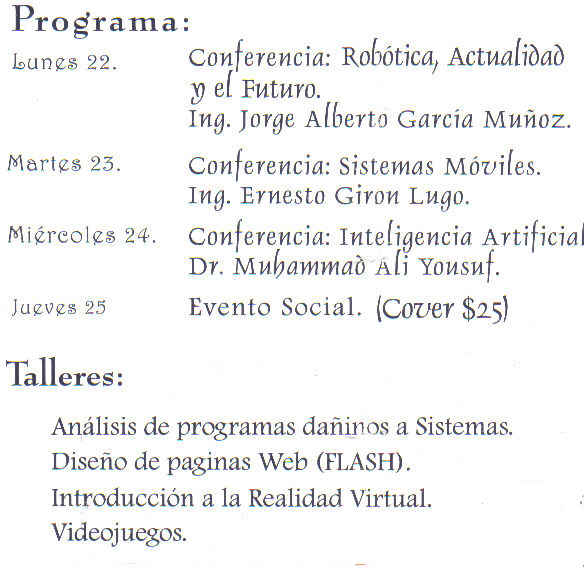 Programa:
Lunes 22. Conferencia: Robótica, Actualidad
y el Futuro.
Ing. Jorge Alberto García Muñoz.
Martes 23. Conferencia: Sistemas Móviles.
Ing. Ernesto Giron Lugo.
Miércoles 24. Conferencia: Inteligencia Artificial
Dr. Muhammad Ali Yousuf.
Jueves 25 Evento Social. (Cover $25)
Talleres:
Análisis de programas dañinos a Sistemas.
Diseño de paginas Web (FLASH).
Introducción a la Realidad Virtual.
Videojuegos.